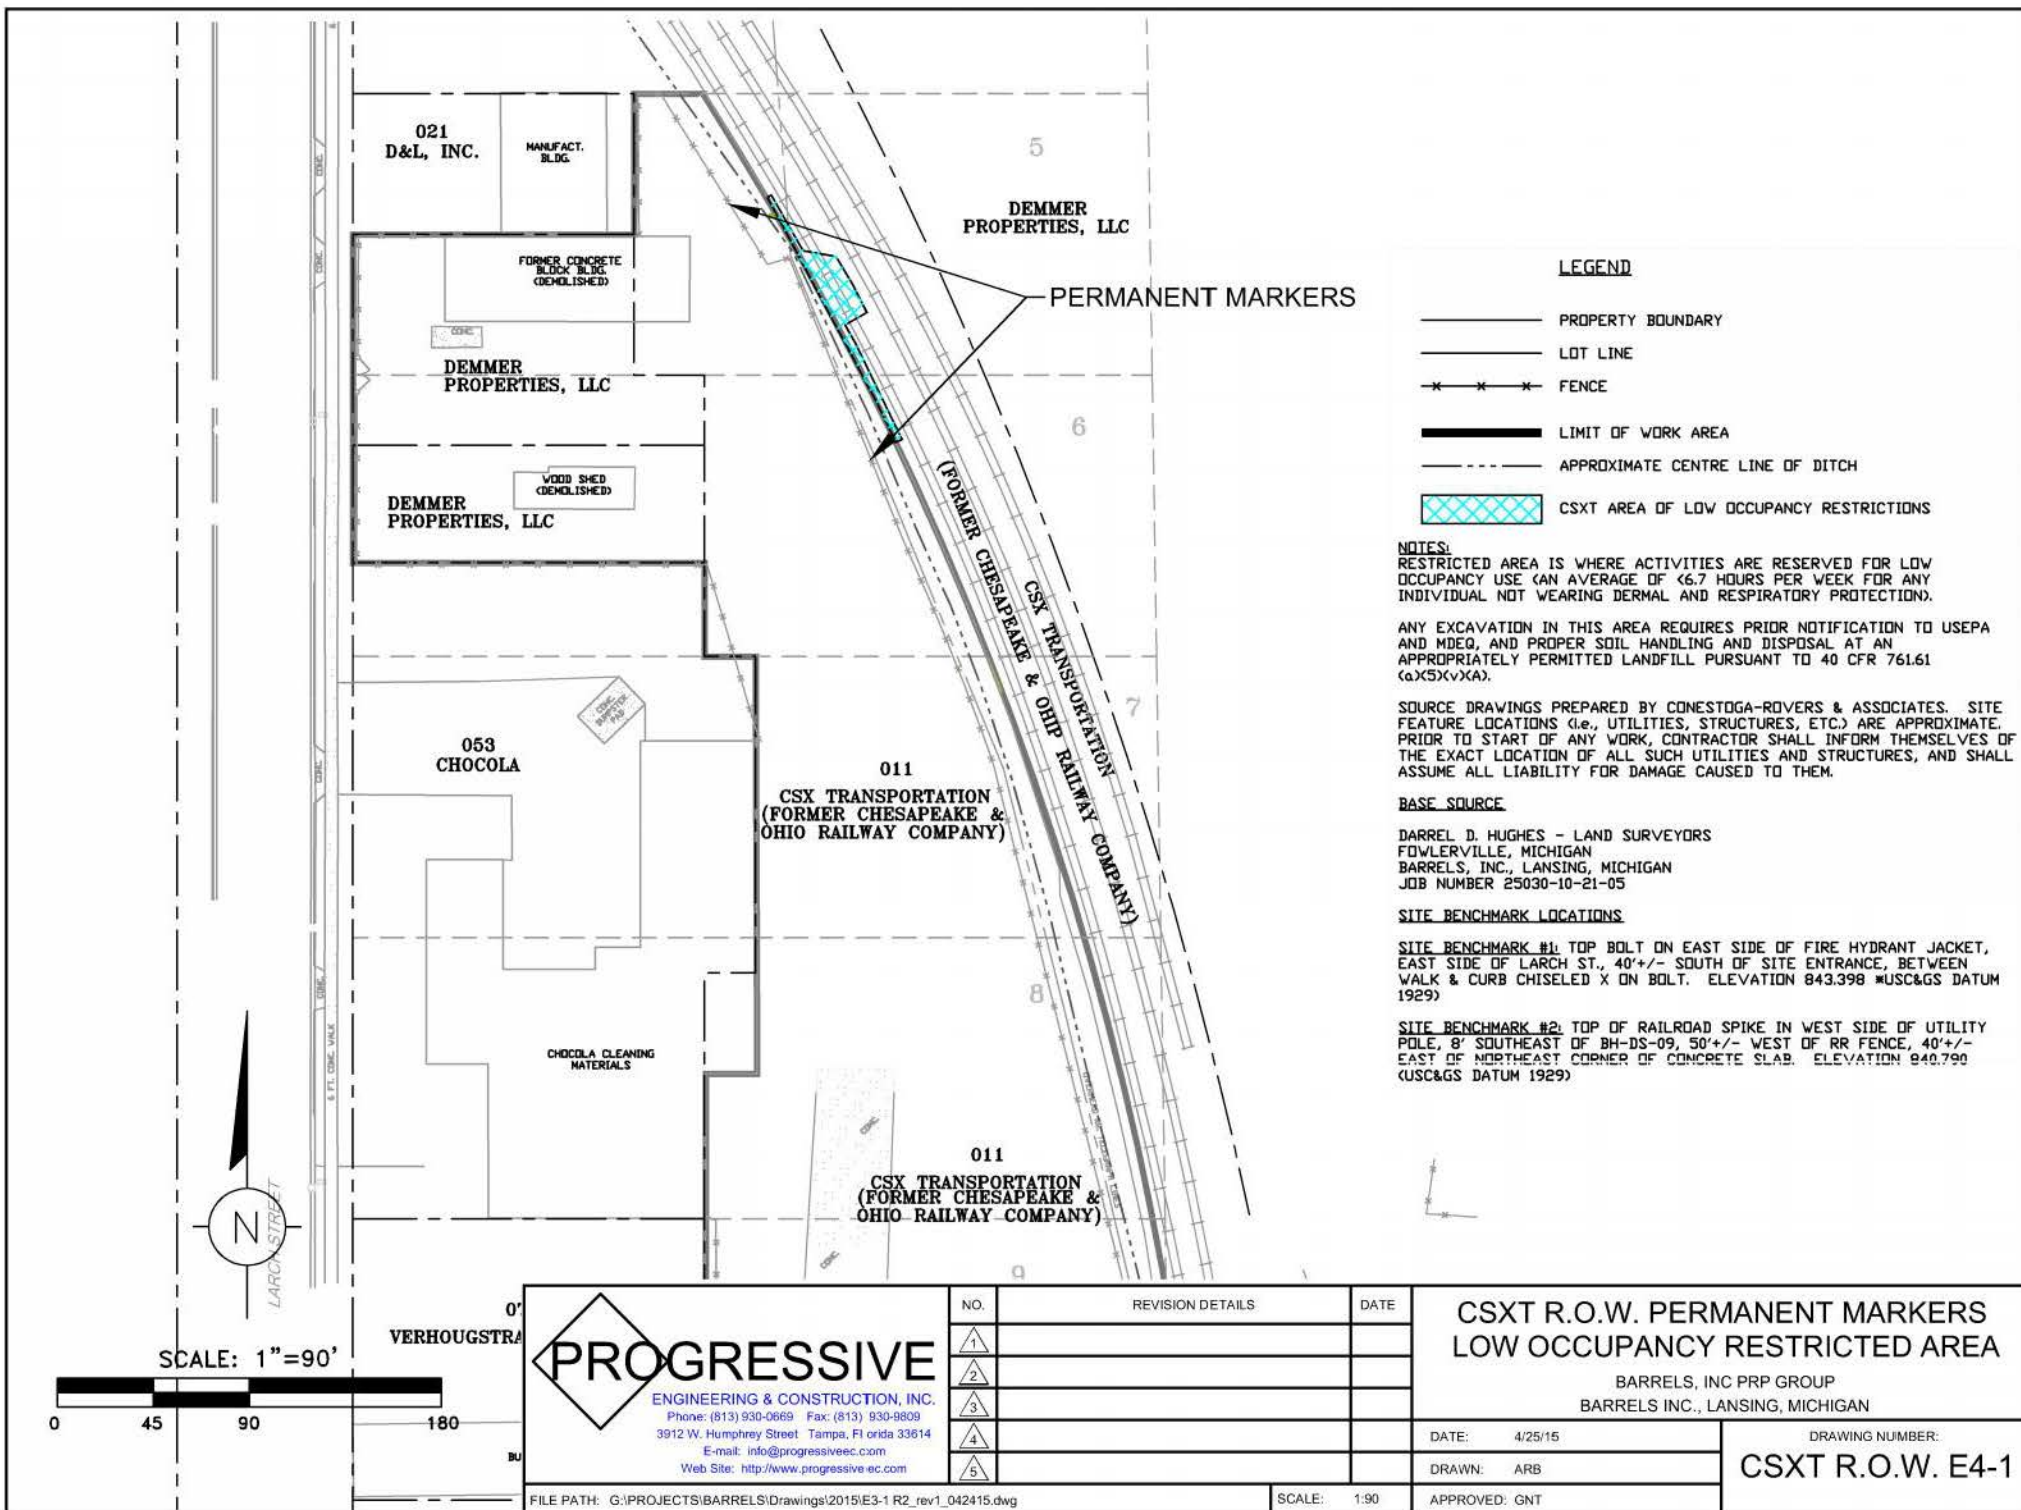 021
D&L, INC.
MANUFACT.
BLDG.
5
DEMMER
PROPERTIES, LLC
FORMER CONCRETE
BLOCK BLDG.
(DEMOLISHED)
CONC.
DEMMER
PROPERTIES, LLC
PERMANENT MARKERS
6
WOOD SHED
(DEMOLISHED)
DEMMER
PROPERTIES, LLC
CSX TRANSPORTATION
(FORMER CHESAPEAKE & OHIP RAILWAY COMPANY)
7
CONC.
DUMPSTER
PAD
053
CHOCOLA
011
CSX TRANSPORTATION
(FORMER CHESAPEAKE &
OHIO RAILWAY COMPANY)
8
CHOCOLA CLEANING
MATERIALS
CONC.
CONC.
CONC.
CONC.
6 FT. CONC. WALK
CONC.
011
CSX TRANSPORTATION
(FORMER CHESAPEAKE &
OHIO RAILWAY COMPANY)
CONC.
9
N
LARCH STREET
SCALE: 1"=90'
0 45 90 180
VERHOUGSTRA
BU
LEGEND
PROPERTY BOUNDARY
LOT LINE
FENCE
LIMIT OF WORK AREA
APPROXIMATE CENTRE LINE OF DITCH
CSXT AREA OF LOW OCCUPANCY RESTRICTIONS
NOTES:
RESTRICTED AREA IS WHERE ACTIVITIES ARE RESERVED FOR LOW
OCCUPANCY USE (AN AVERAGE OF <6.7 HOURS PER WEEK FOR ANY
INDIVIDUAL NOT WEARING DERMAL AND RESPIRATORY PROTECTION).
ANY EXCAVATION IN THIS AREA REQUIRES PRIOR NOTIFICATION TO USEPA
AND MDEQ, AND PROPER SOIL HANDLING AND DISPOSAL AT AN
APPROPRIATELY PERMITTED LANDFILL PURSUANT TO 40 CFR 761.61
(a)(5)(v)(A).
SOURCE DRAWINGS PREPARED BY CONESTOGA-ROVERS & ASSOCIATES. SITE
FEATURE LOCATIONS (i.e., UTILITIES, STRUCTURES, ETC.) ARE APPROXIMATE.
PRIOR TO START OF ANY WORK, CONTRACTOR SHALL INFORM THEMSELVES OF
THE EXACT LOCATION OF ALL SUCH UTILITIES AND STRUCTURES, AND SHALL
ASSUME ALL LIABILITY FOR DAMAGE CAUSED TO THEM.
BASE SOURCE
DARREL D. HUGHES - LAND SURVEYORS
FOWLERVILLE, MICHIGAN
BARRELS, INC., LANSING, MICHIGAN
JOB NUMBER 25030-10-21-05
SITE BENCHMARK LOCATIONS
SITE BENCHMARK #1: TOP BOLT ON EAST SIDE OF FIRE HYDRANT JACKET,
EAST SIDE OF LARCH ST., 40'+/- SOUTH OF SITE ENTRANCE, BETWEEN
WALK & CURB CHISELED X ON BOLT. ELEVATION 843.398 *USC&GS DATUM
1929)
SITE BENCHMARK #2: TOP OF RAILROAD SPIKE IN WEST SIDE OF UTILITY
POLE, 8' SOUTHEAST OF BH-DS-09, 50'+/- WEST OF RR FENCE, 40'+/-
EAST OF NORTHEAST CORNER OF CONCRETE SLAB. ELEVATION 840.790
(USC&GS DATUM 1929)
PROGRESSIVE
ENGINEERING & CONSTRUCTION, INC.
Phone: (813) 930-0669 Fax: (813) 930-9809
3912 W. Humphrey Street Tampa, Fl orida 33614
E-mail: info@progressiveec.com
Web Site: http://www.progressive-ec.com
FILE PATH: G:\PROJECTS\BARRELS\Drawings\2015\E3-1 R2_rev1_042415.dwg
NO. REVISION DETAILS DATE
1
2
3
4
5
SCALE: 1:90
CSXT R.O.W. PERMANENT MARKERS
LOW OCCUPANCY RESTRICTED AREA
BARRELS, INC PRP GROUP
BARRELS INC., LANSING, MICHIGAN
DATE: 4/25/15
DRAWN: ARB
APPROVED: GNT
DRAWING NUMBER:
CSXT R.O.W. E4-1